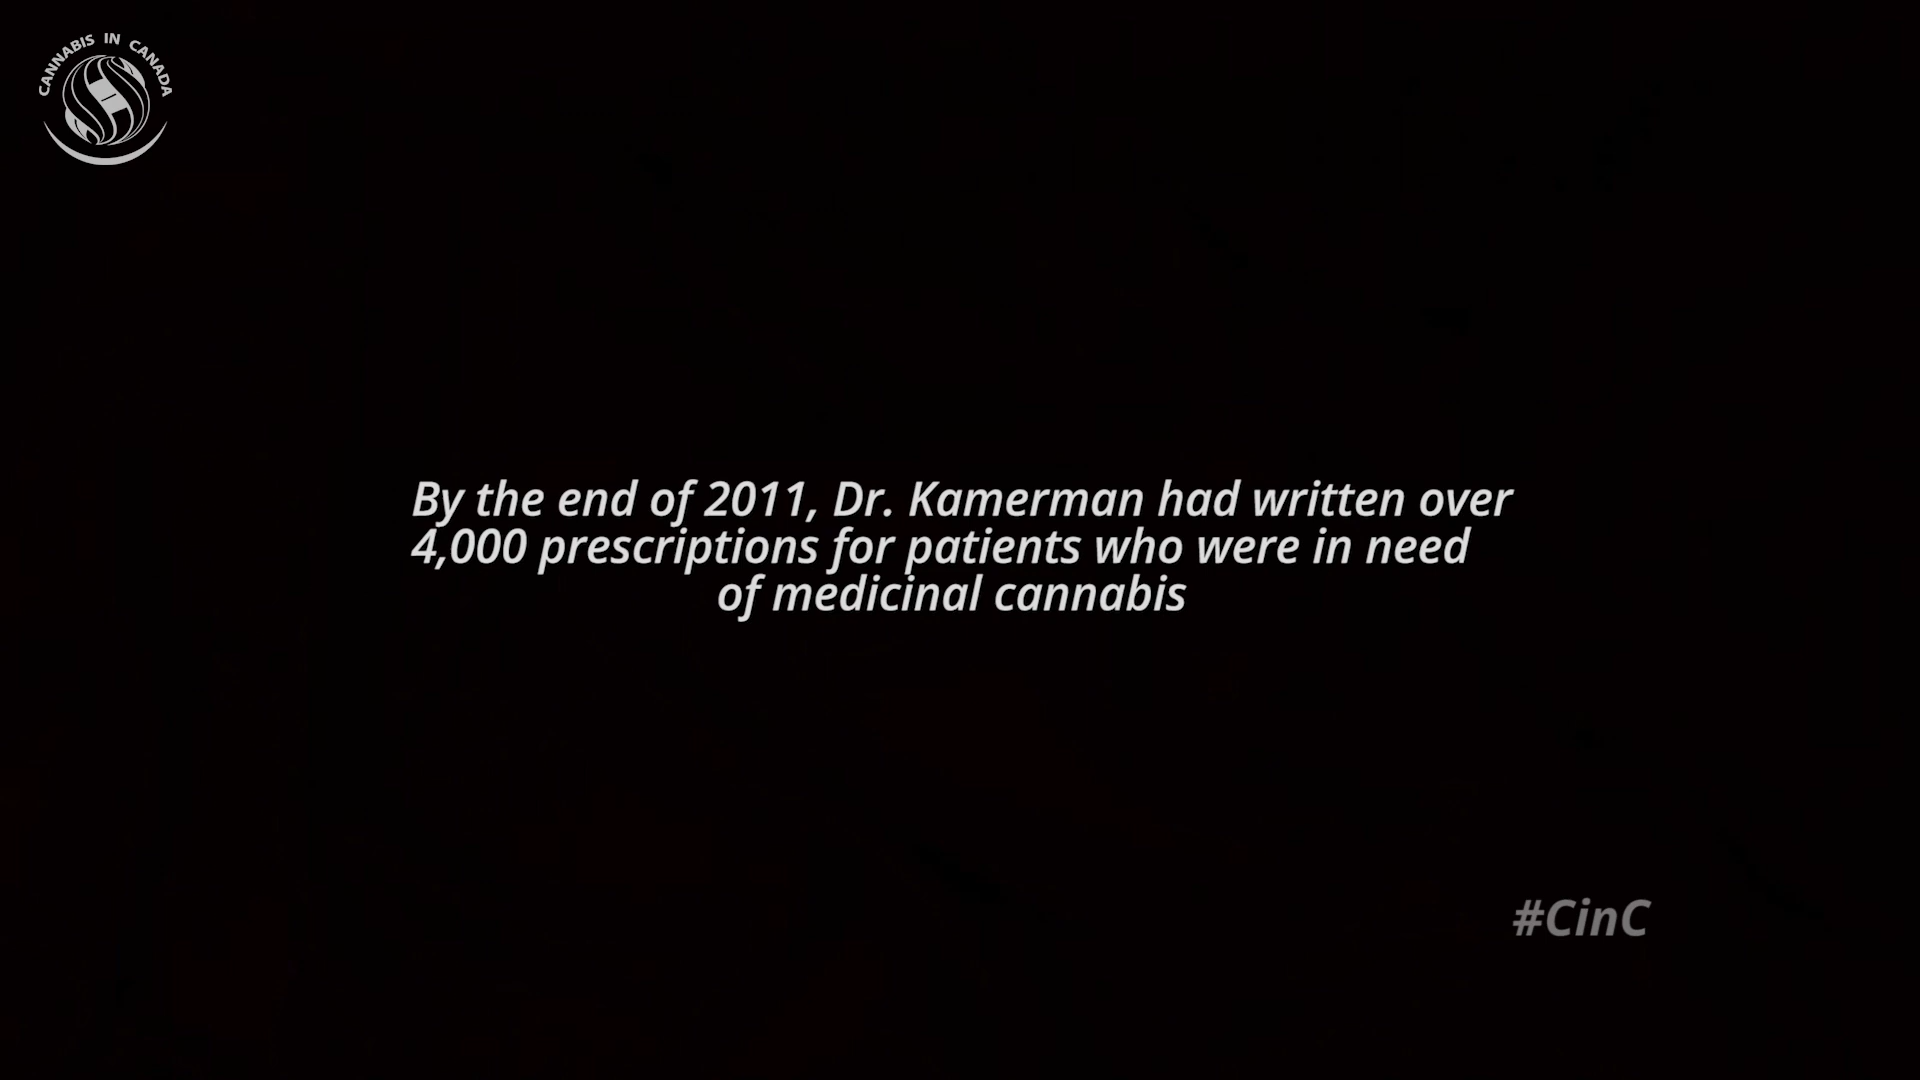 CANNABIS IN CANADA
By the end of 2011, Dr. Kamerman had written over
4,000 prescriptions for patients who were in need
of medicinal cannabis
#CinC